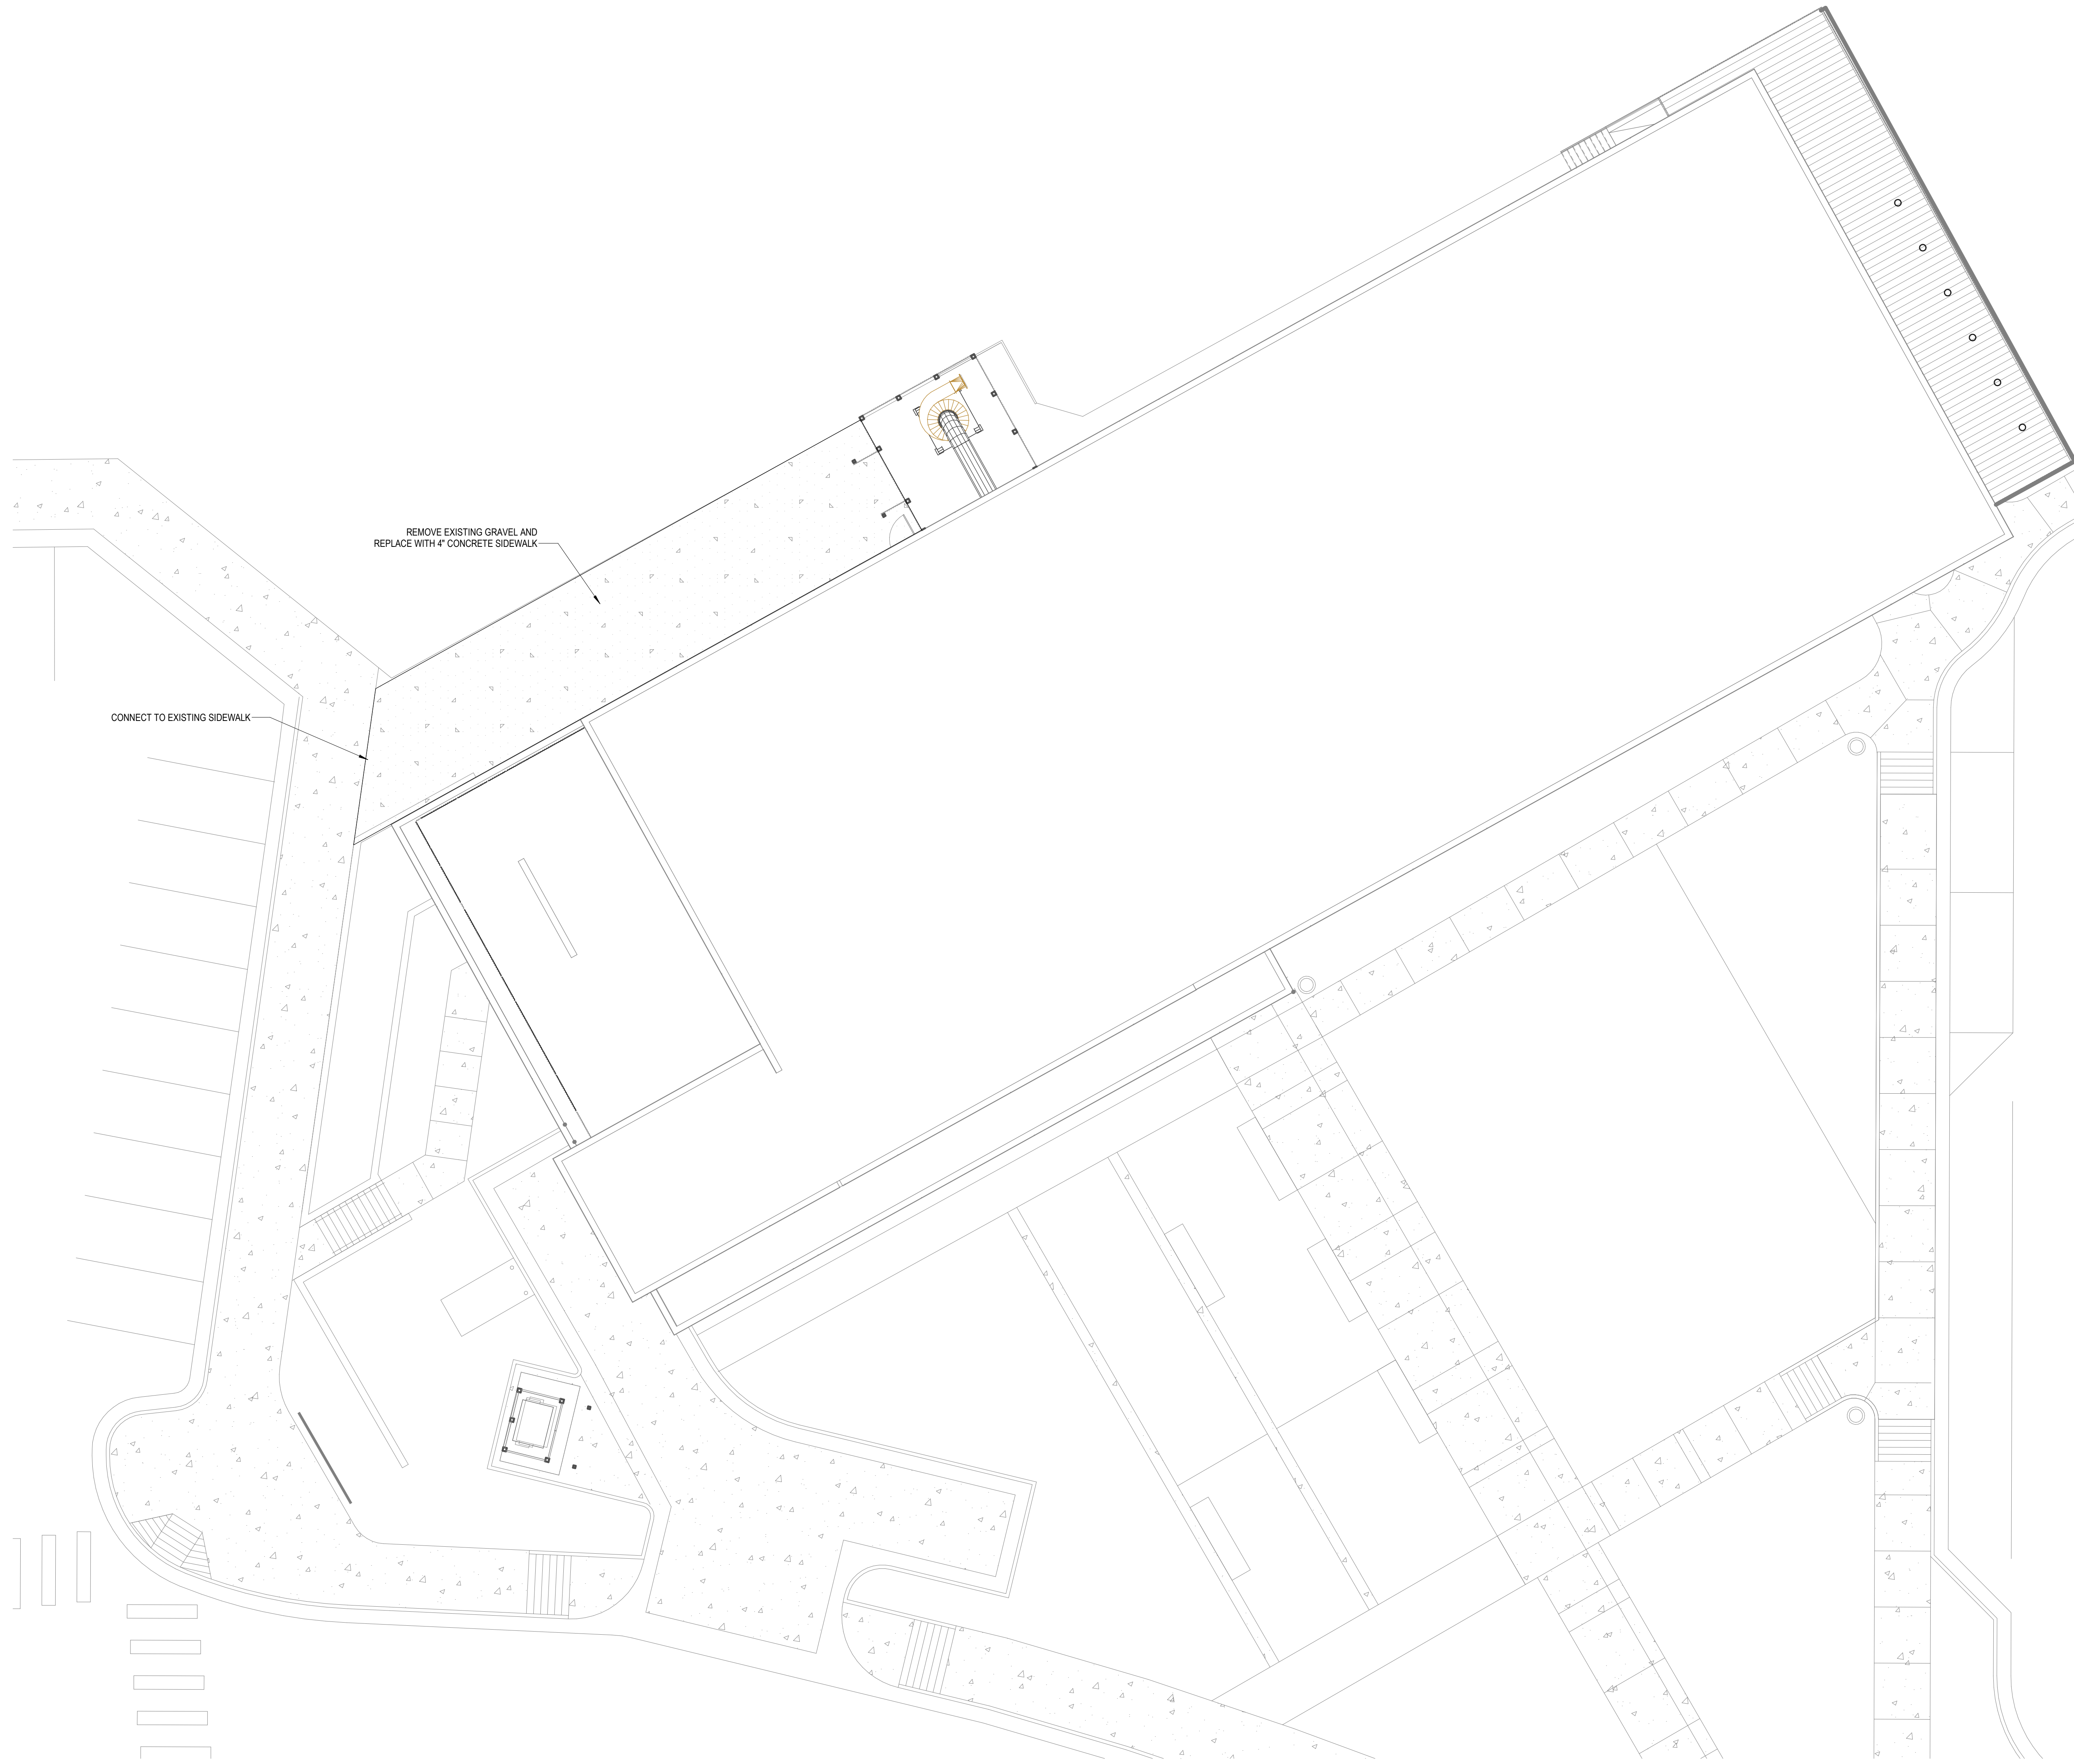 REMOVE EXISTING GRAVEL AND
REPLACE WITH 4" CONCRETE SIDEWALK
CONNECT TO EXISTING SIDEWALK